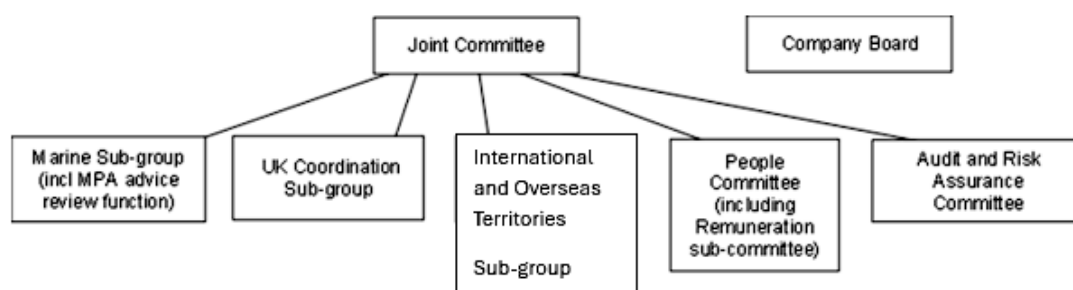 Joint Committee
Company Board
Marine Sub-group
(incl MPA advice
review function)
UK Coordination
Sub-group
International
and Overseas
Territories
Sub-group
People
Committee
(including
Remuneration
sub-committee)
Audit and Risk
Assurance
Committee